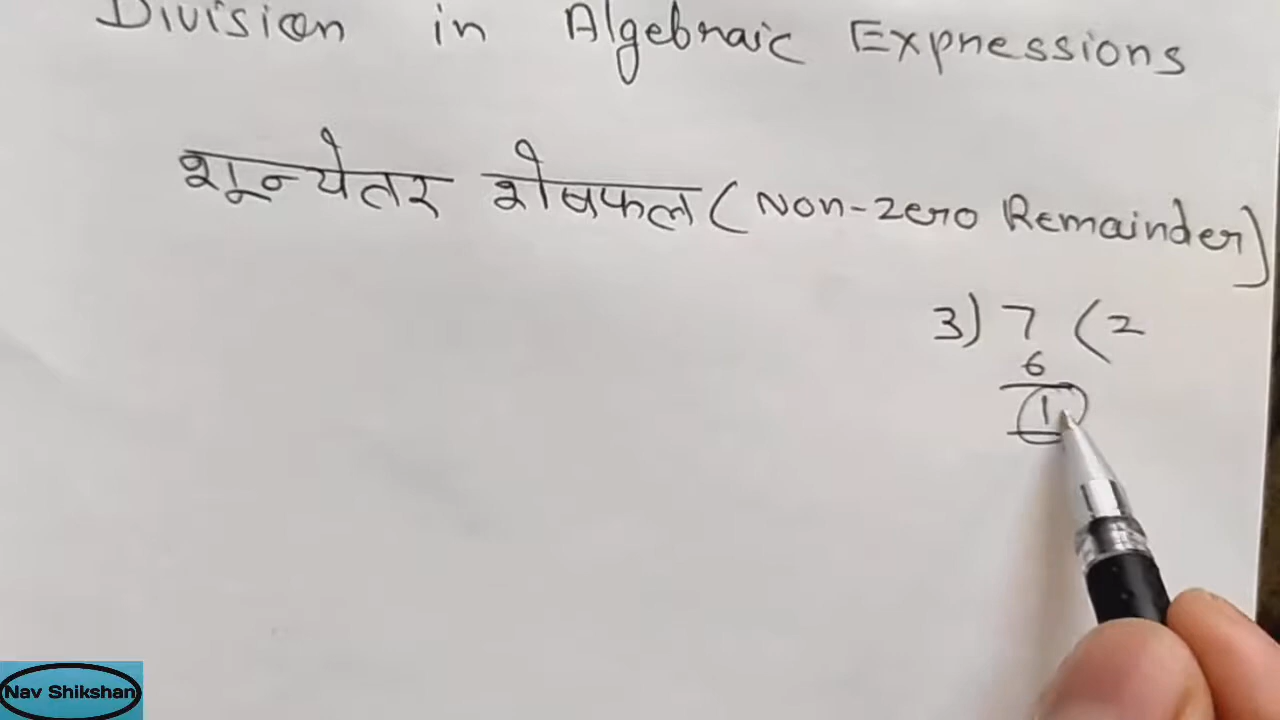 Division in Algebraic Expressions
शून्येतर शेषफल (Non-zero Remainder)
3) 7 (2
6
1
Nav Shikshan